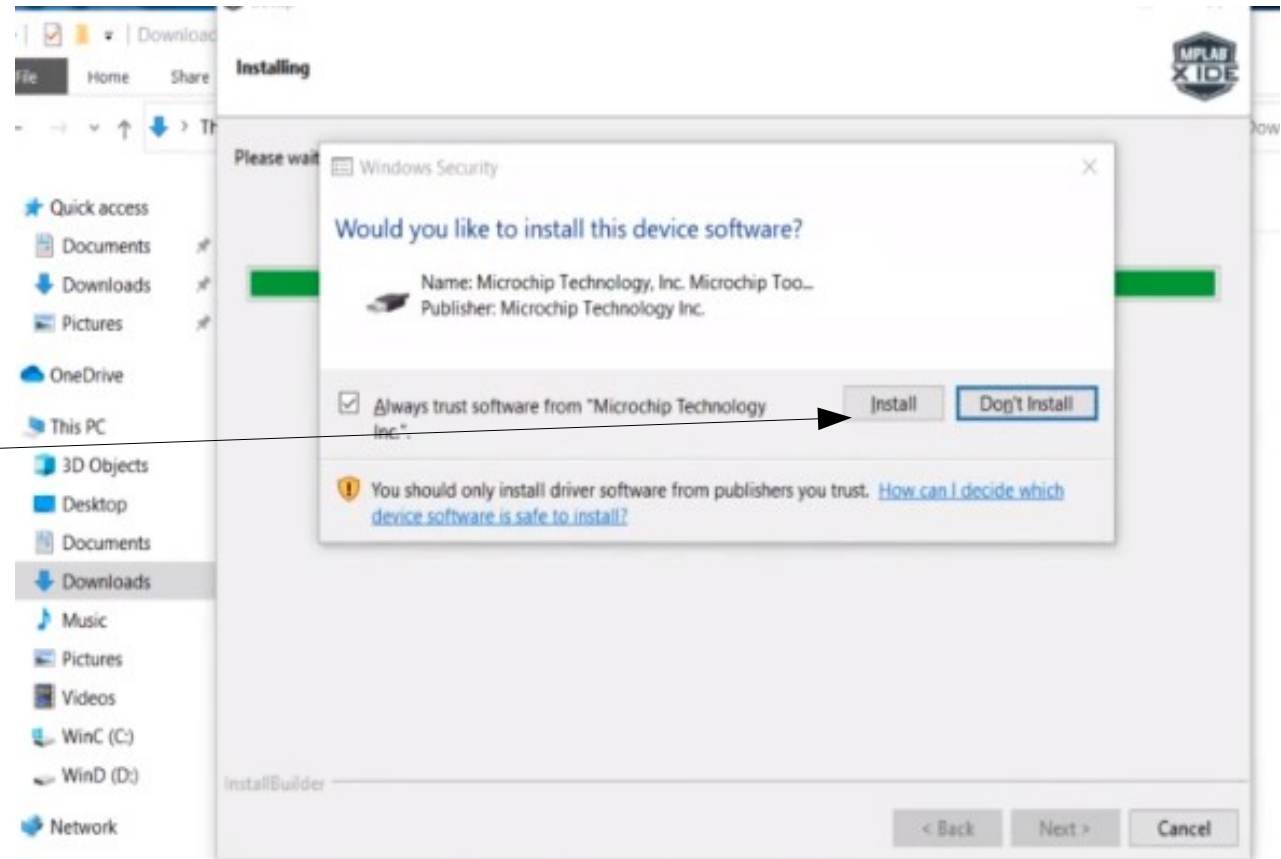 Downloac
File Home Share
Th
Quick access
Documents
Downloads
Pictures
OneDrive
This PC
3D Objects
Desktop
Documents
Downloads
Music
Pictures
Videos
WinC (C:)
WinD (D:)
Network
Installing
MPLAB
X IDE
Please wait
Windows Security
Would you like to install this device software?
Name: Microchip Technology, Inc. Microchip Too...
Publisher: Microchip Technology Inc.
Always trust software from "Microchip Technology
Inc.".
Install Don't Install
You should only install driver software from publishers you trust. How can I decide which
device software is safe to install?
InstallBuilder
< Back Next > Cancel